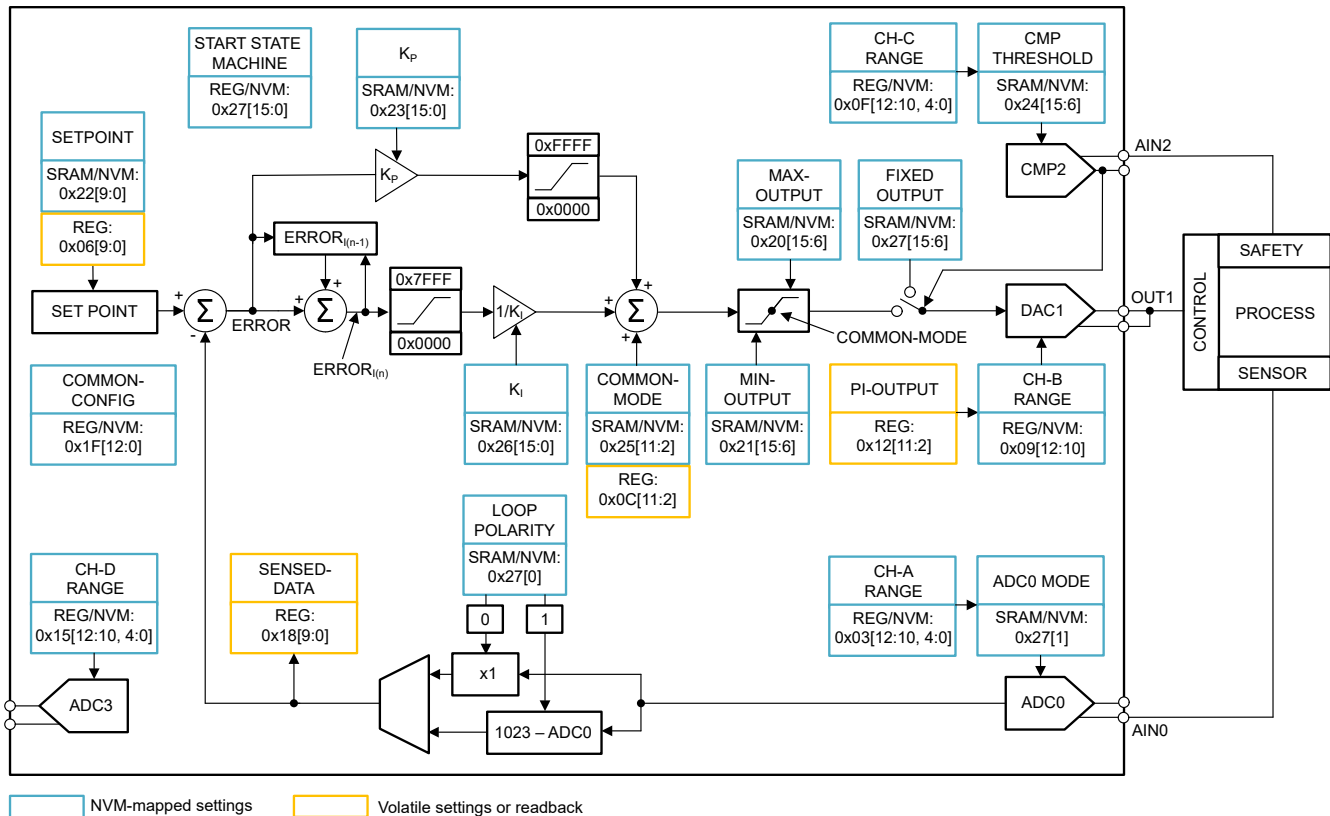 START STATE
MACHINE
REG/NVM:
0x27[15:0]
KP
SRAM/NVM:
0x23[15:0]
CH-C
RANGE
REG/NVM:
0x0F[12:10, 4:0]
CMP
THRESHOLD
SRAM/NVM:
0x24[15:6]
SETPOINT
SRAM/NVM:
0x22[9:0]
REG:
0x06[9:0]
SET POINT
KP
0xFFFF
0x0000
MAX-
OUTPUT
SRAM/NVM:
0x20[15:6]
FIXED
OUTPUT
SRAM/NVM:
0x27[15:6]
CMP2
AIN2
ERRORI(n-1)
+
+
Σ
-
ERROR
+
+
Σ
ERRORI(n)
0x7FFF
0x0000
1/KI
+
+
+
Σ
COMMON-MODE
DAC1
OUT1
CONTROL
SAFETY
PROCESS
SENSOR
COMMON-
CONFIG
REG/NVM:
0x1F[12:0]
KI
SRAM/NVM:
0x26[15:0]
COMMON-
MODE
SRAM/NVM:
0x25[11:2]
REG:
0x0C[11:2]
MIN-
OUTPUT
SRAM/NVM:
0x21[15:6]
PI-OUTPUT
REG:
0x12[11:2]
CH-B
RANGE
REG/NVM:
0x09[12:10]
LOOP
POLARITY
SRAM/NVM:
0x27[0]
0
1
CH-D
RANGE
REG/NVM:
0x15[12:10, 4:0]
ADC3
SENSED-
DATA
REG:
0x18[9:0]
x1
1023 – ADC0
CH-A
RANGE
REG/NVM:
0x03[12:10, 4:0]
ADC0 MODE
SRAM/NVM:
0x27[1]
ADC0
AIN0
NVM-mapped settings
Volatile settings or readback